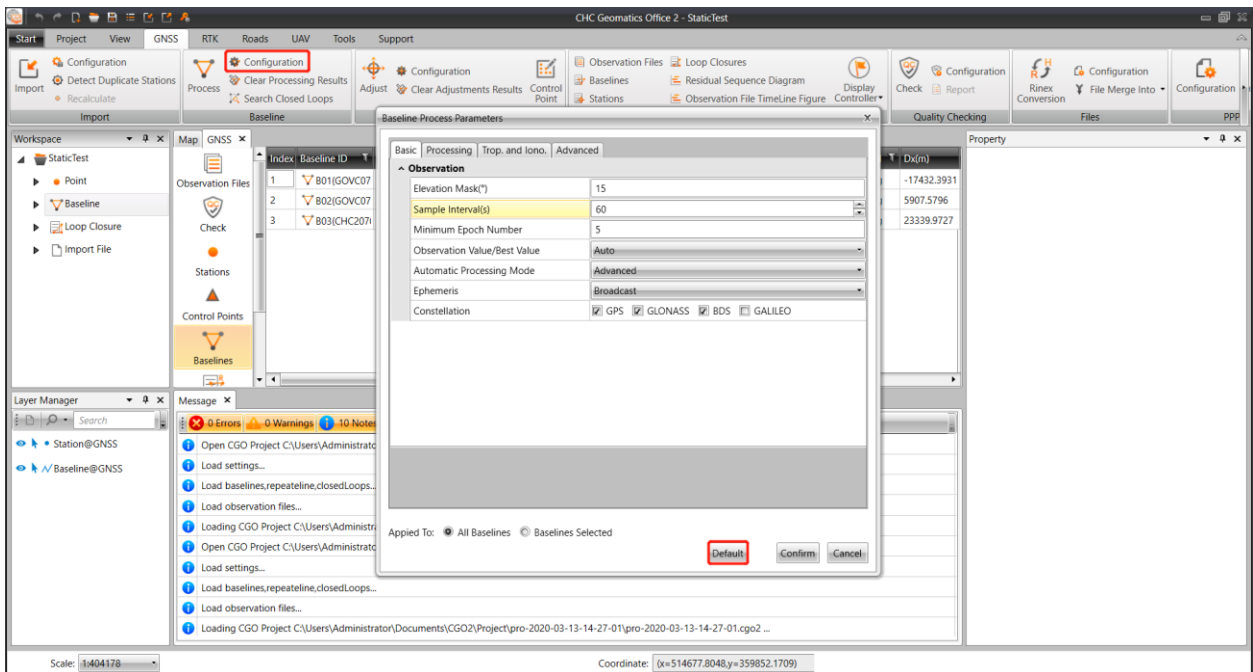 CHC Geomatics Office 2 - StaticTest
Start Project View GNSS RTK Roads UAV Tools Support
Import
Configuration
Detect Duplicate Stations
Recalculate
Import
Process
Configuration
Clear Processing Results
Search Closed Loops
Baseline
Adjust
Configuration
Clear Adjustments Results
Control Point
Observation Files
Baselines
Stations
Loop Closures
Residual Sequence Diagram
Observation File TimeLine Figure
Display Controller
Check
Configuration
Report
Quality Checking
Rinex Conversion
Configuration
File Merge Into
Files
Configuration
PPP
Workspace
StaticTest
Point
Baseline
Loop Closure
Import File
Map GNSS
Observation Files
Check
Stations
Control Points
Baselines
Index Baseline ID Dx(m)
1 B01(GOVC07 -17432.3931
2 B02(GOVC07 5907.5796
3 B03(CHC207( 23339.9727
Property
Baseline Process Parameters
Basic Processing Trop. and Iono. Advanced
Observation
Elevation Mask(°) 15
Sample Interval(s) 60
Minimum Epoch Number 5
Observation Value/Best Value Auto
Automatic Processing Mode Advanced
Ephemeris Broadcast
Constellation GPS GLONASS BDS GALILEO
Appied To: All Baselines Baselines Selected
Default Confirm Cancel
Layer Manager
Search
Station@GNSS
Baseline@GNSS
Message
0 Errors 0 Warnings 10 Notes
Open CGO Project C:\Users\Administrato
Load settings...
Load baselines,repeateline,closedLoops...
Load observation files...
Loading CGO Project C:\Users\Administra
Open CGO Project C:\Users\Administrato
Load settings...
Load baselines,repeateline,closedLoops...
Load observation files...
Loading CGO Project C:\Users\Administrator\Documents\CGO2\Project\pro-2020-03-13-14-27-01\pro-2020-03-13-14-27-01.cgo2 ...
Scale: 1:404178
Coordinate: (x=514677.8048,y=359852.1709)